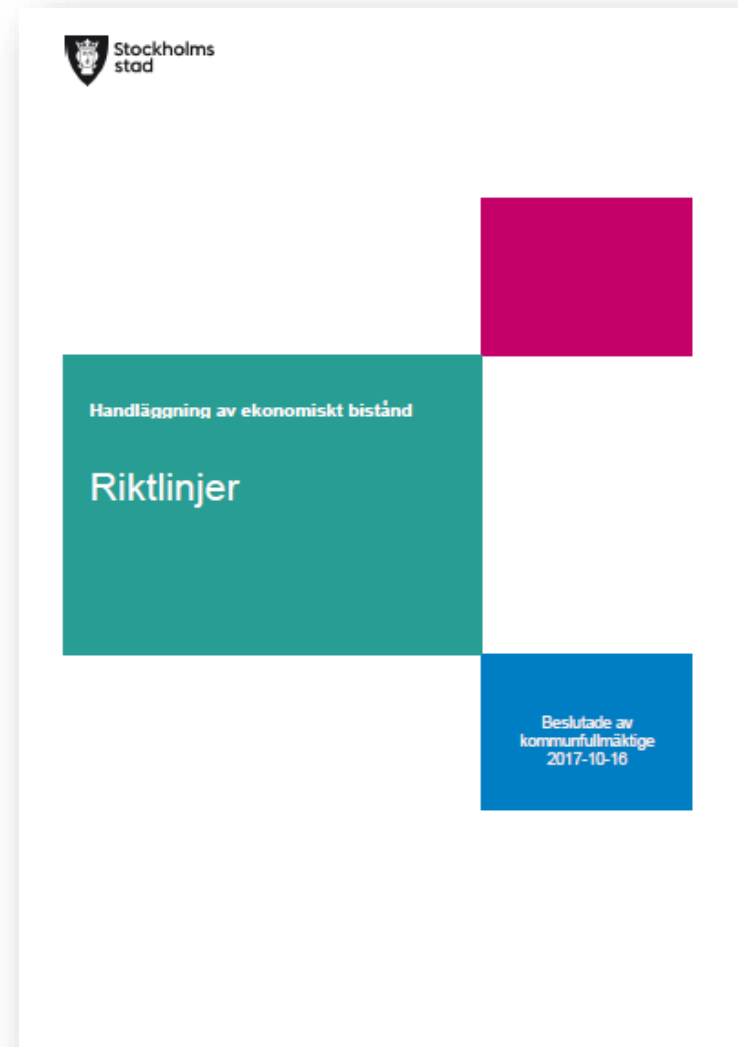 Stockholms
stad
Handläggning av ekonomiskt bistånd
Riktlinjer
Beslutade av
kommunfullmäktige
2017-10-16